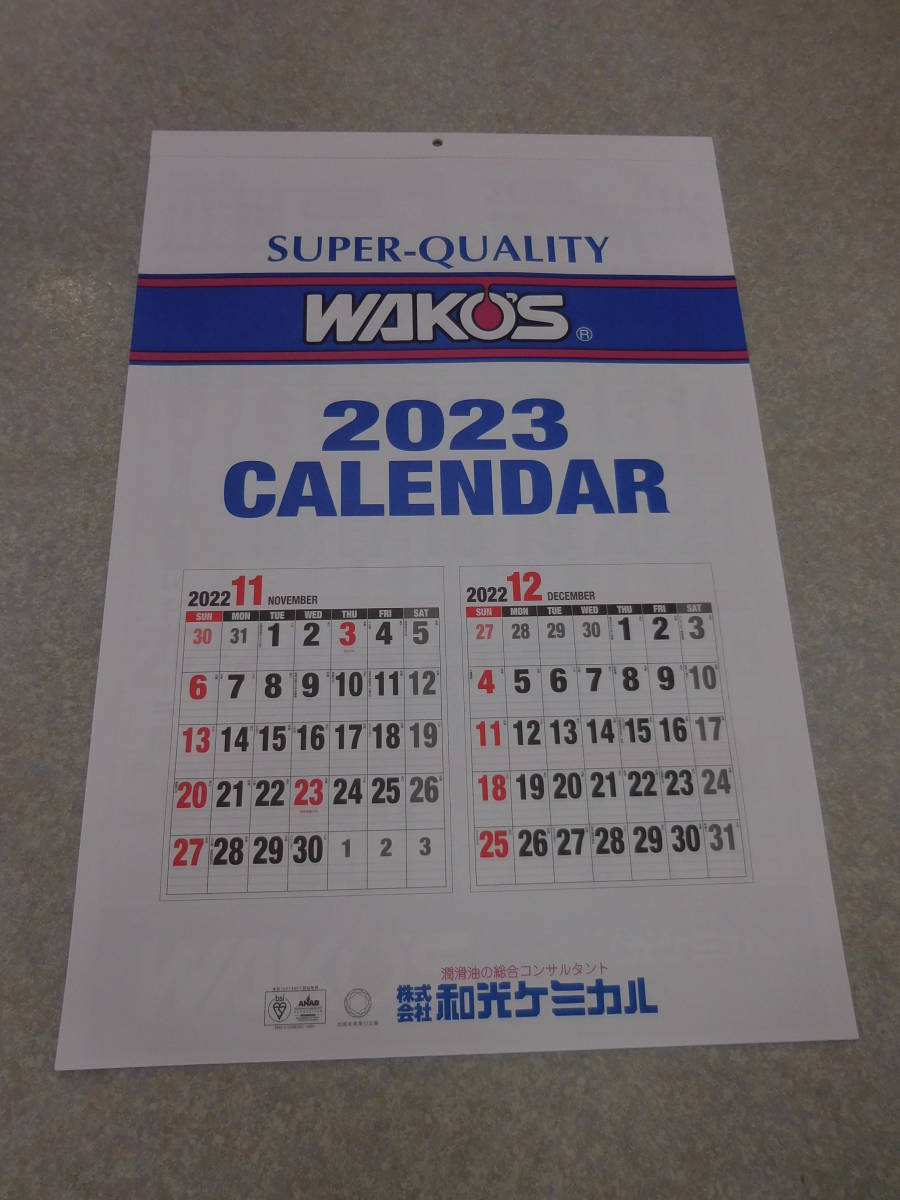 SUPER-QUALITY
WAKO'S ®
2023
CALENDAR
2022 11 NOVEMBER
SUN MON TUE WED THU FRI SAT
30 31 1 2 3 4 5
6 7 8 9 10 11 12
13 14 15 16 17 18 19
20 21 22 23 24 25 26
27 28 29 30 1 2 3
2022 12 DECEMBER
SUN MON TUE WED THU FRI SAT
27 28 29 30 1 2 3
4 5 6 7 8 9 10
11 12 13 14 15 16 17
18 19 20 21 22 23 24
25 26 27 28 29 30 31
潤滑油の総合コンサルタント
株式会社 和光ケミカル
bsi
ANAB